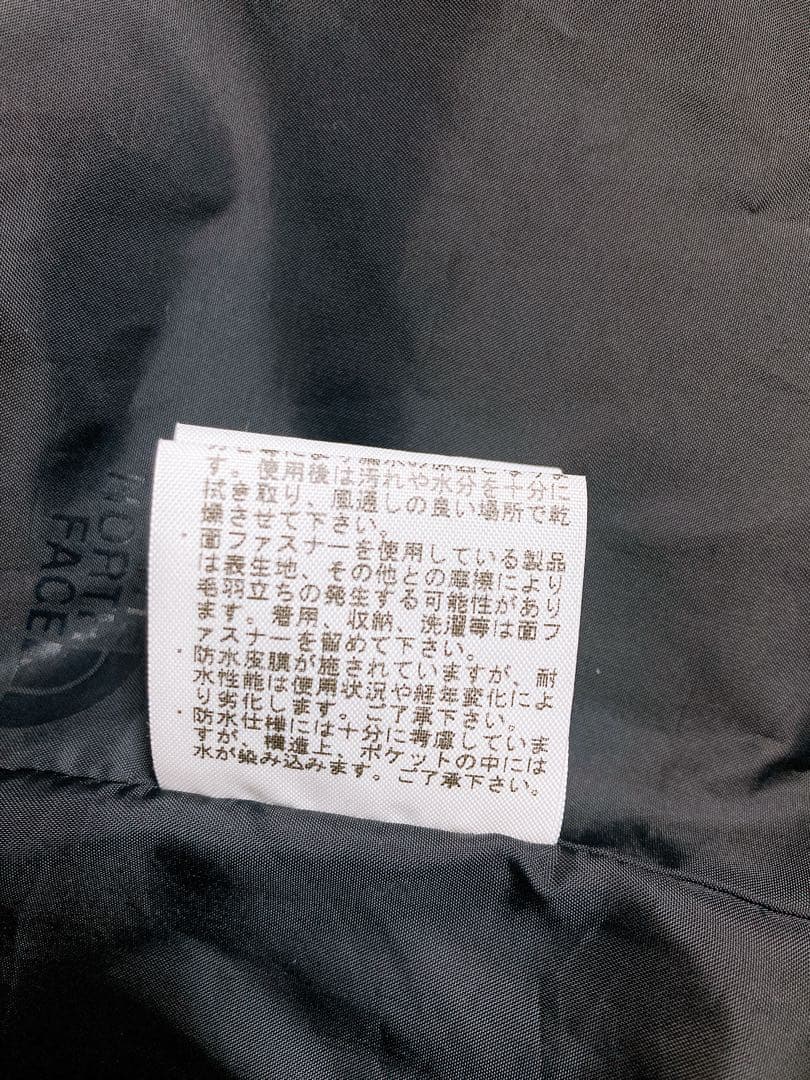 す。使用後は汚れや水分を十分に
拭き取り、風通しの良い場所で乾
燥させて下さい。
・面ファスナーを使用している製品
は表生地、その他との摩擦により
毛羽立ちの発生する可能性があり
ます。着用、収納、洗濯等は面フ
ァスナーを留めて下さい。
・防水皮膜が施されていますが、耐
水性能は使用状況や経年変化によ
り劣化します。ご了承下さい。
・防水仕様には十分に考慮していま
すが、構造上、ポケットの中には
水が染み込みます。ご了承下さい。
NORTH
FACE